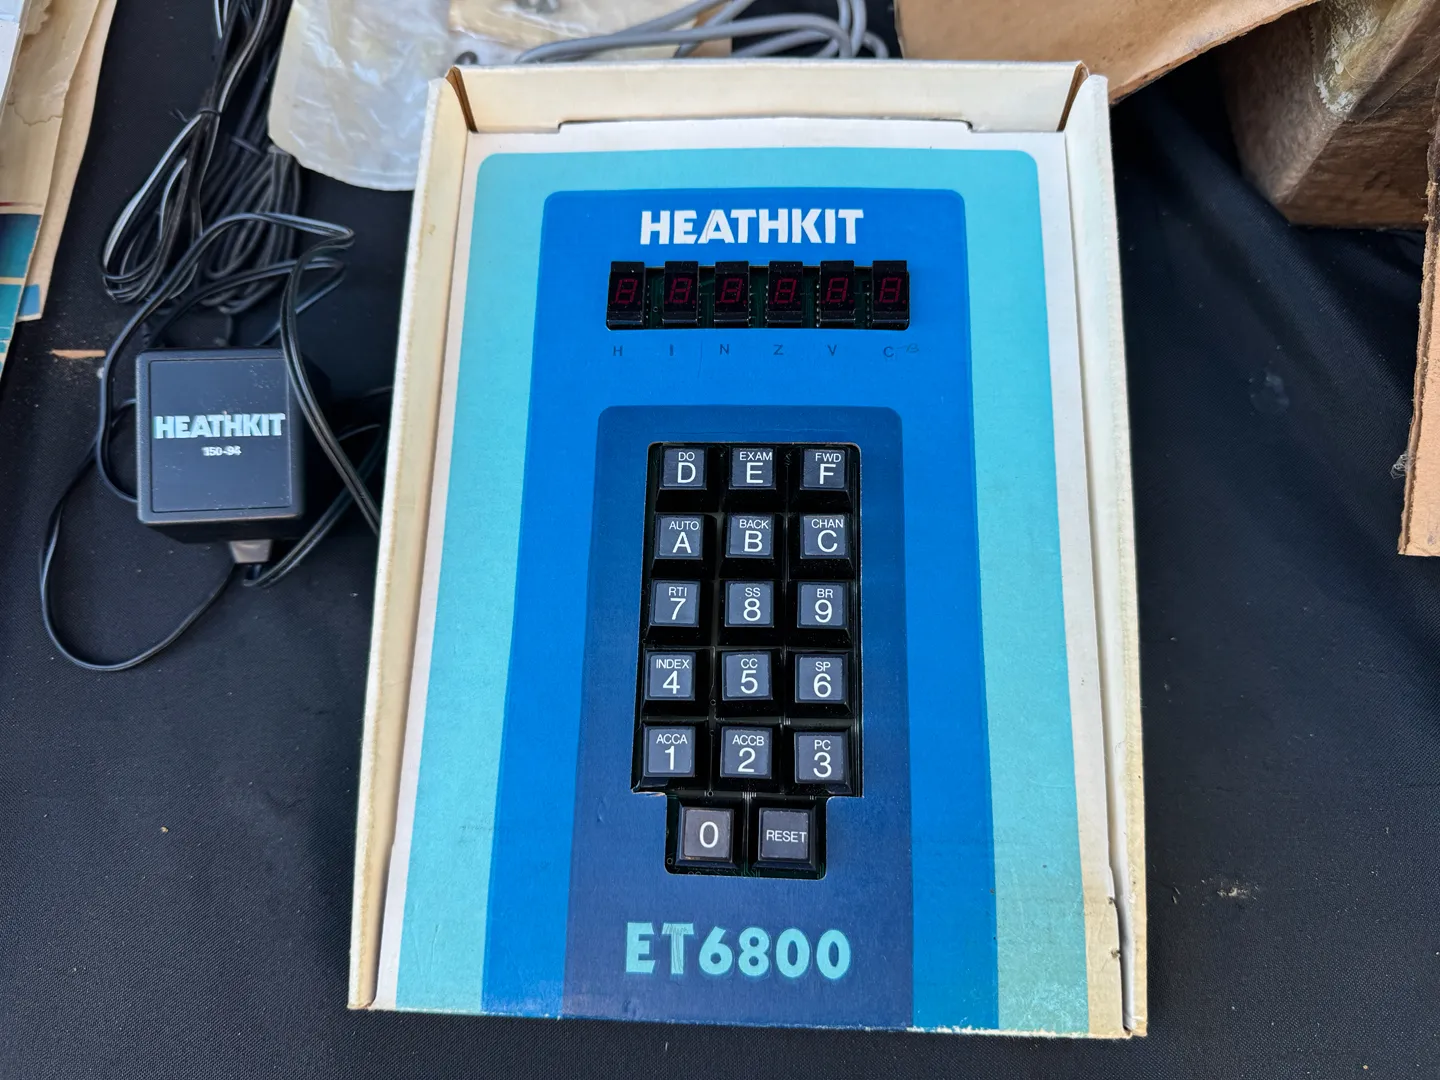 HEATHKIT
H I N Z V C
HEATHKIT
150-94
DO EXAM FWD
D E F
AUTO BACK CHAN
A B C
RTI SS BR
7 8 9
INDEX CC SP
4 5 6
ACCA ACCB PC
1 2 3
0 RESET
ET6800